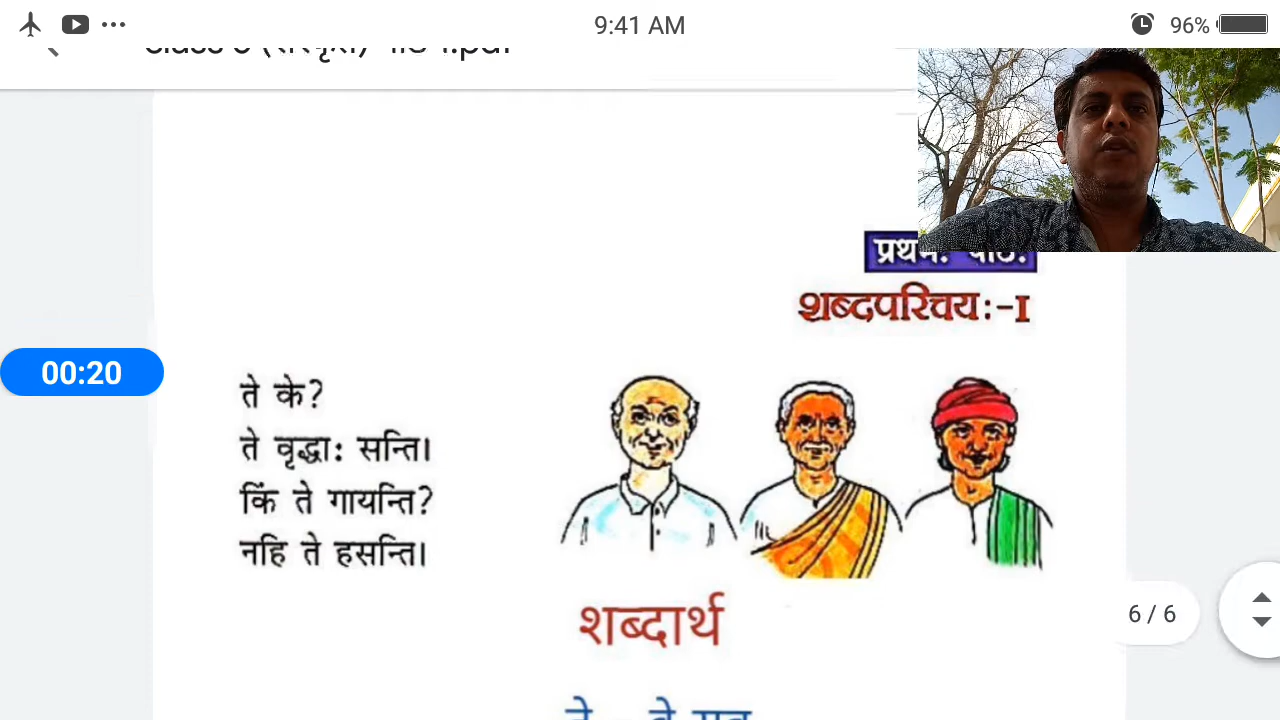 9:41 AM
96%
शब्दपरिचय:-I
00:20
ते के?
ते वृद्धा: सन्ति।
किं ते गायन्ति?
नहि ते हसन्ति।
शब्दार्थ
6 / 6